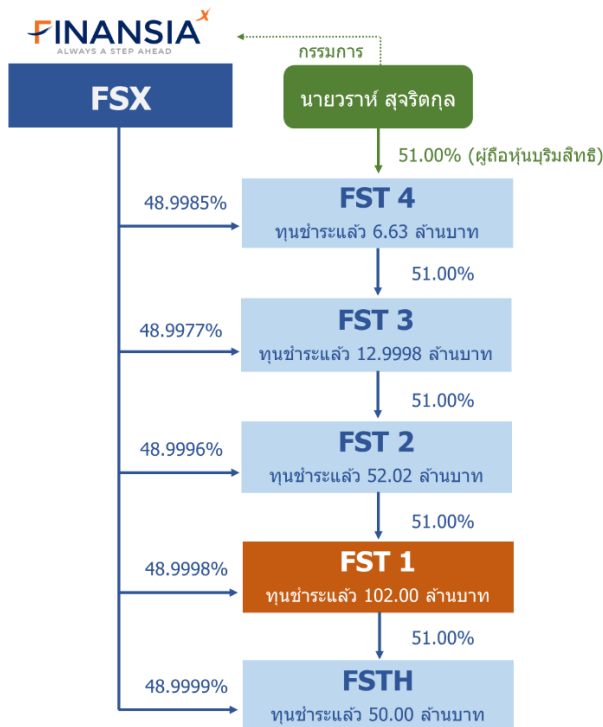 FINANSIA X
ALWAYS A STEP AHEAD
กรรมการ
FSX
นายวราห์ สุจริตกุล
51.00% (ผู้ถือหุ้นบุริมสิทธิ)
48.9985%
FST 4
ทุนชำระแล้ว 6.63 ล้านบาท
51.00%
48.9977%
FST 3
ทุนชำระแล้ว 12.9998 ล้านบาท
51.00%
48.9996%
FST 2
ทุนชำระแล้ว 52.02 ล้านบาท
51.00%
48.9998%
FST 1
ทุนชำระแล้ว 102.00 ล้านบาท
51.00%
48.9999%
FSTH
ทุนชำระแล้ว 50.00 ล้านบาท